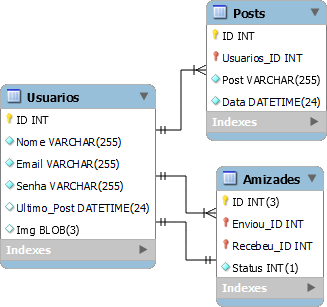 Posts
ID INT
Usuarios_ID INT
Post VARCHAR(255)
Data DATETIME(24)
Indexes
Usuarios
ID INT
Nome VARCHAR(255)
Email VARCHAR(255)
Senha VARCHAR(255)
Ultimo_Post DATETIME(24)
Img BLOB(3)
Indexes
Amizades
ID INT(3)
Enviou_ID INT
Recebeu_ID INT
Status INT(1)
Indexes